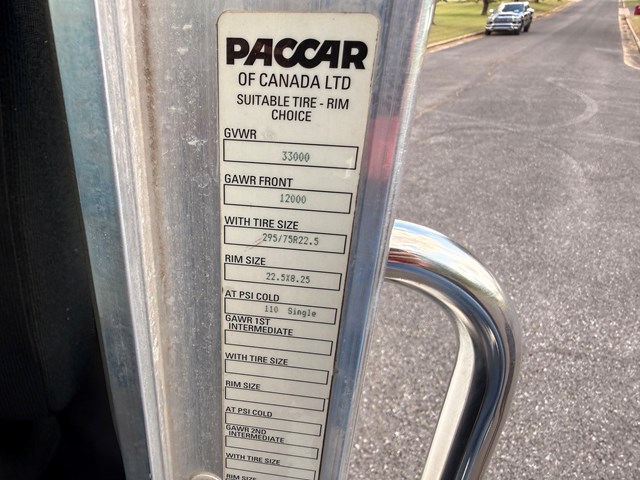 PACCAR
OF CANADA LTD
SUITABLE TIRE - RIM
CHOICE
GVWR
33000
GAWR FRONT
12000
WITH TIRE SIZE
295/75R22.5
RIM SIZE
22.5X8.25
AT PSI COLD
110 Single
GAWR 1ST
INTERMEDIATE
WITH TIRE SIZE
RIM SIZE
AT PSI COLD
GAWR 2ND
INTERMEDIATE
WITH TIRE SIZE
RIM SIZE